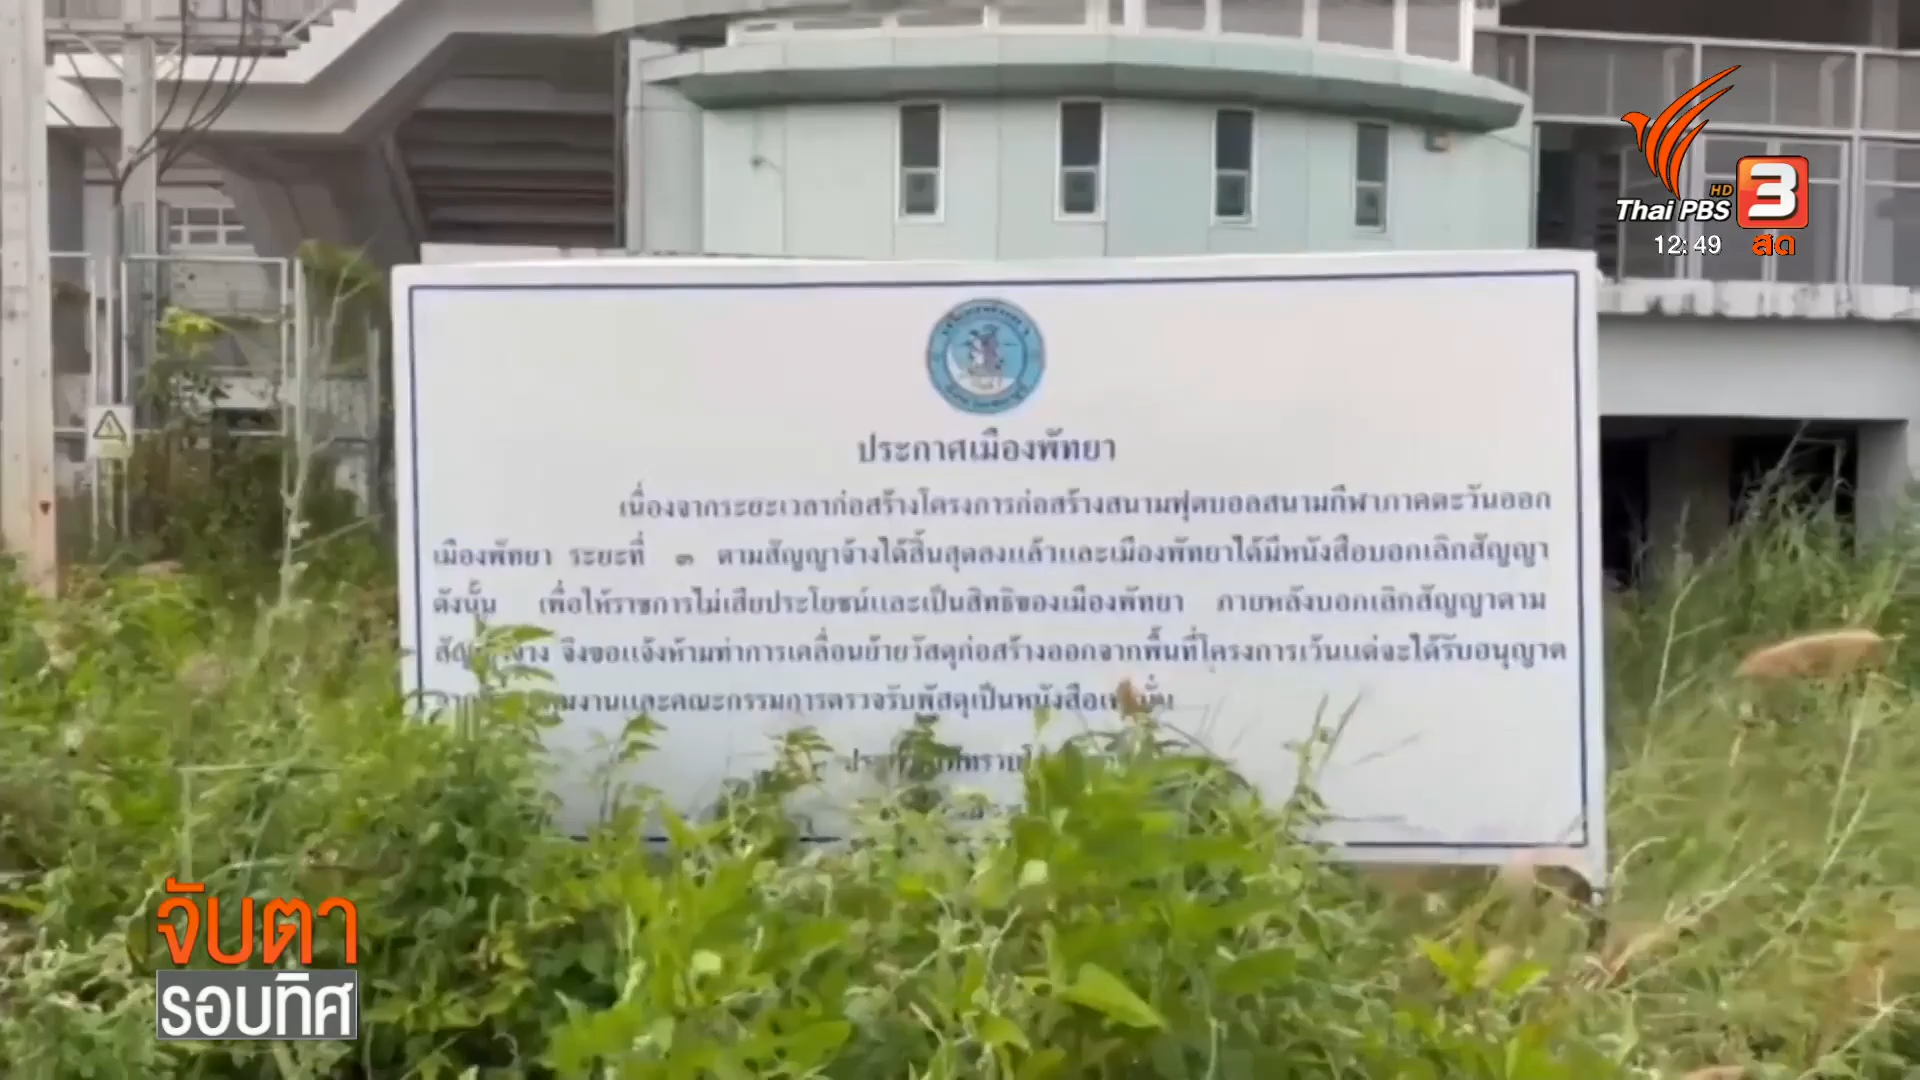 HD
Thai PBS 3
12:49 สด
ประกาศเมืองพัทยา
เนื่องจากระยะเวลาก่อสร้างโครงการก่อสร้างสนามฟุตบอลสนามกีฬาภาคตะวันออก
เมืองพัทยา ระยะที่ ๓ ตามสัญญาจ้างได้สิ้นสุดลงแล้วและเมืองพัทยาได้มีหนังสือบอกเลิกสัญญา
ดังนั้น เพื่อให้ราชการไม่เสียประโยชน์และเป็นสิทธิของเมืองพัทยา ภายหลังบอกเลิกสัญญาตาม
จึงขอแจ้งห้ามทำการเคลื่อนย้ายวัสดุก่อสร้างออกจากพื้นที่โครงการเว้นแต่จะได้รับอนุญาต
และคณะกรรมการตรวจรับพัสดุเป็นหนังสือ
จับตา
รอบทิศ